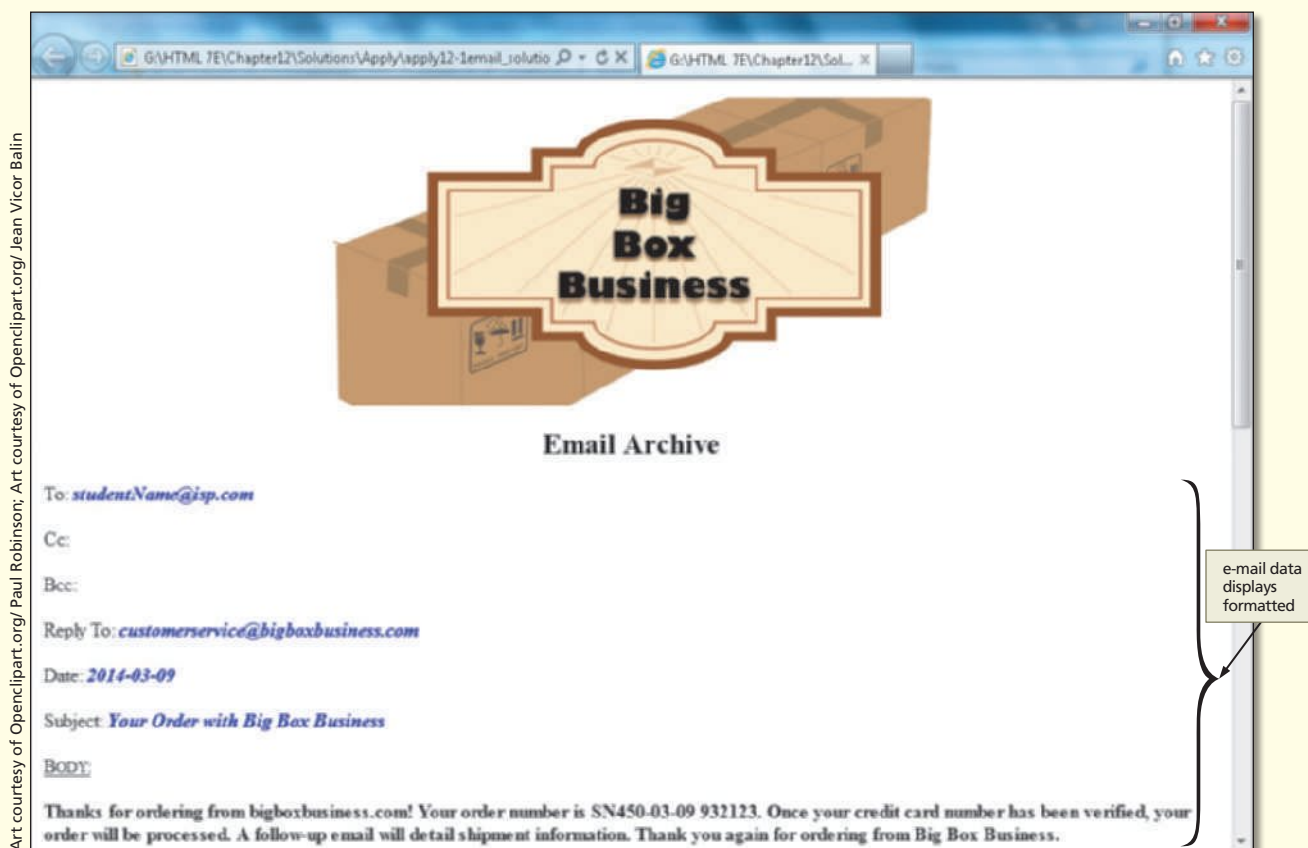 G:\HTML 7E\Chapter12\Solutions\Apply\apply12-1email_solutio
G:\HTML 7E\Chapter12\Sol...
Big
Box
Business
Email Archive
To: studentName@isp.com
Cc:
Bcc:
Reply To: customerservice@bigboxbusiness.com
Date: 2014-03-09
Subject: Your Order with Big Box Business
BODY:
Thanks for ordering from bigboxbusiness.com! Your order number is SN450-03-09 932123. Once your credit card number has been verified, your
order will be processed. A follow-up email will detail shipment information. Thank you again for ordering from Big Box Business.
e-mail data
displays
formatted
Art courtesy of Openclipart.org/ Paul Robinson; Art courtesy of Openclipart.org/ Jean Vicor Balin